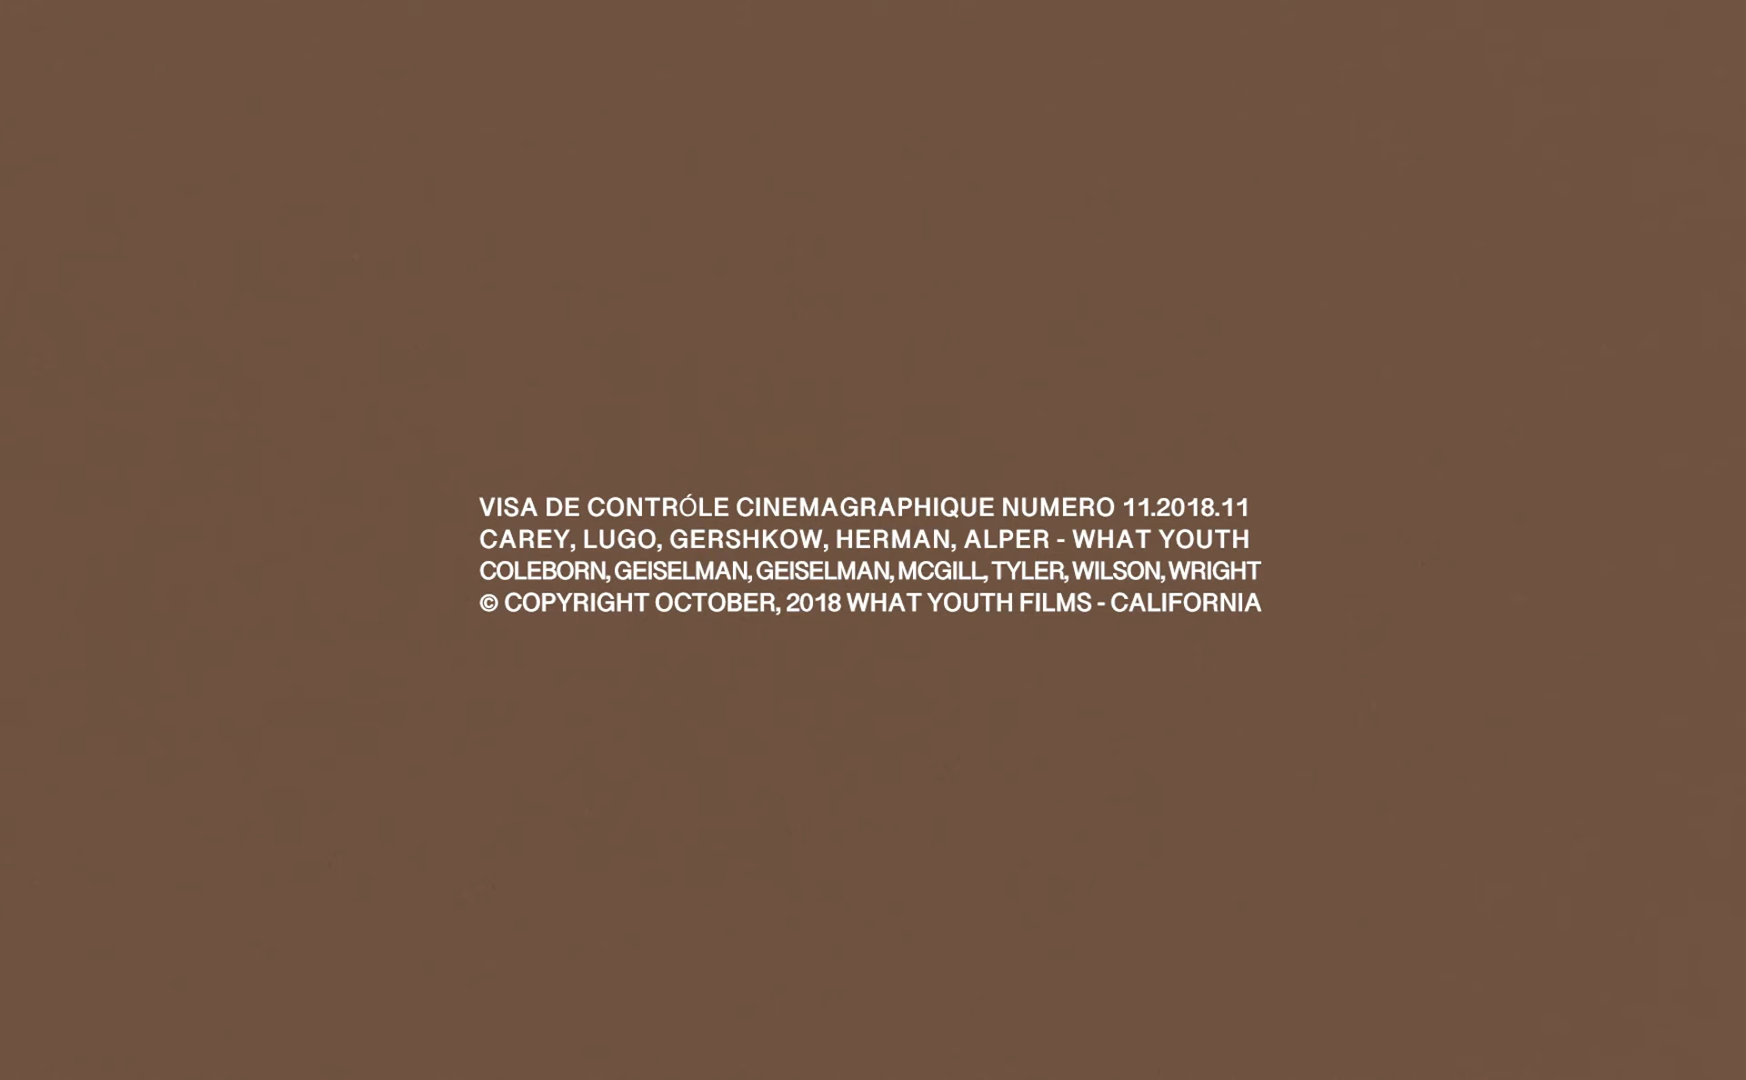 VISA DE CONTRÓLE CINEMAGRAPHIQUE NUMERO 11.2018.11
CAREY, LUGO, GERSHKOW, HERMAN, ALPER - WHAT YOUTH
COLEBORN, GEISELMAN, GEISELMAN, MCGILL, TYLER, WILSON, WRIGHT
© COPYRIGHT OCTOBER, 2018 WHAT YOUTH FILMS - CALIFORNIA